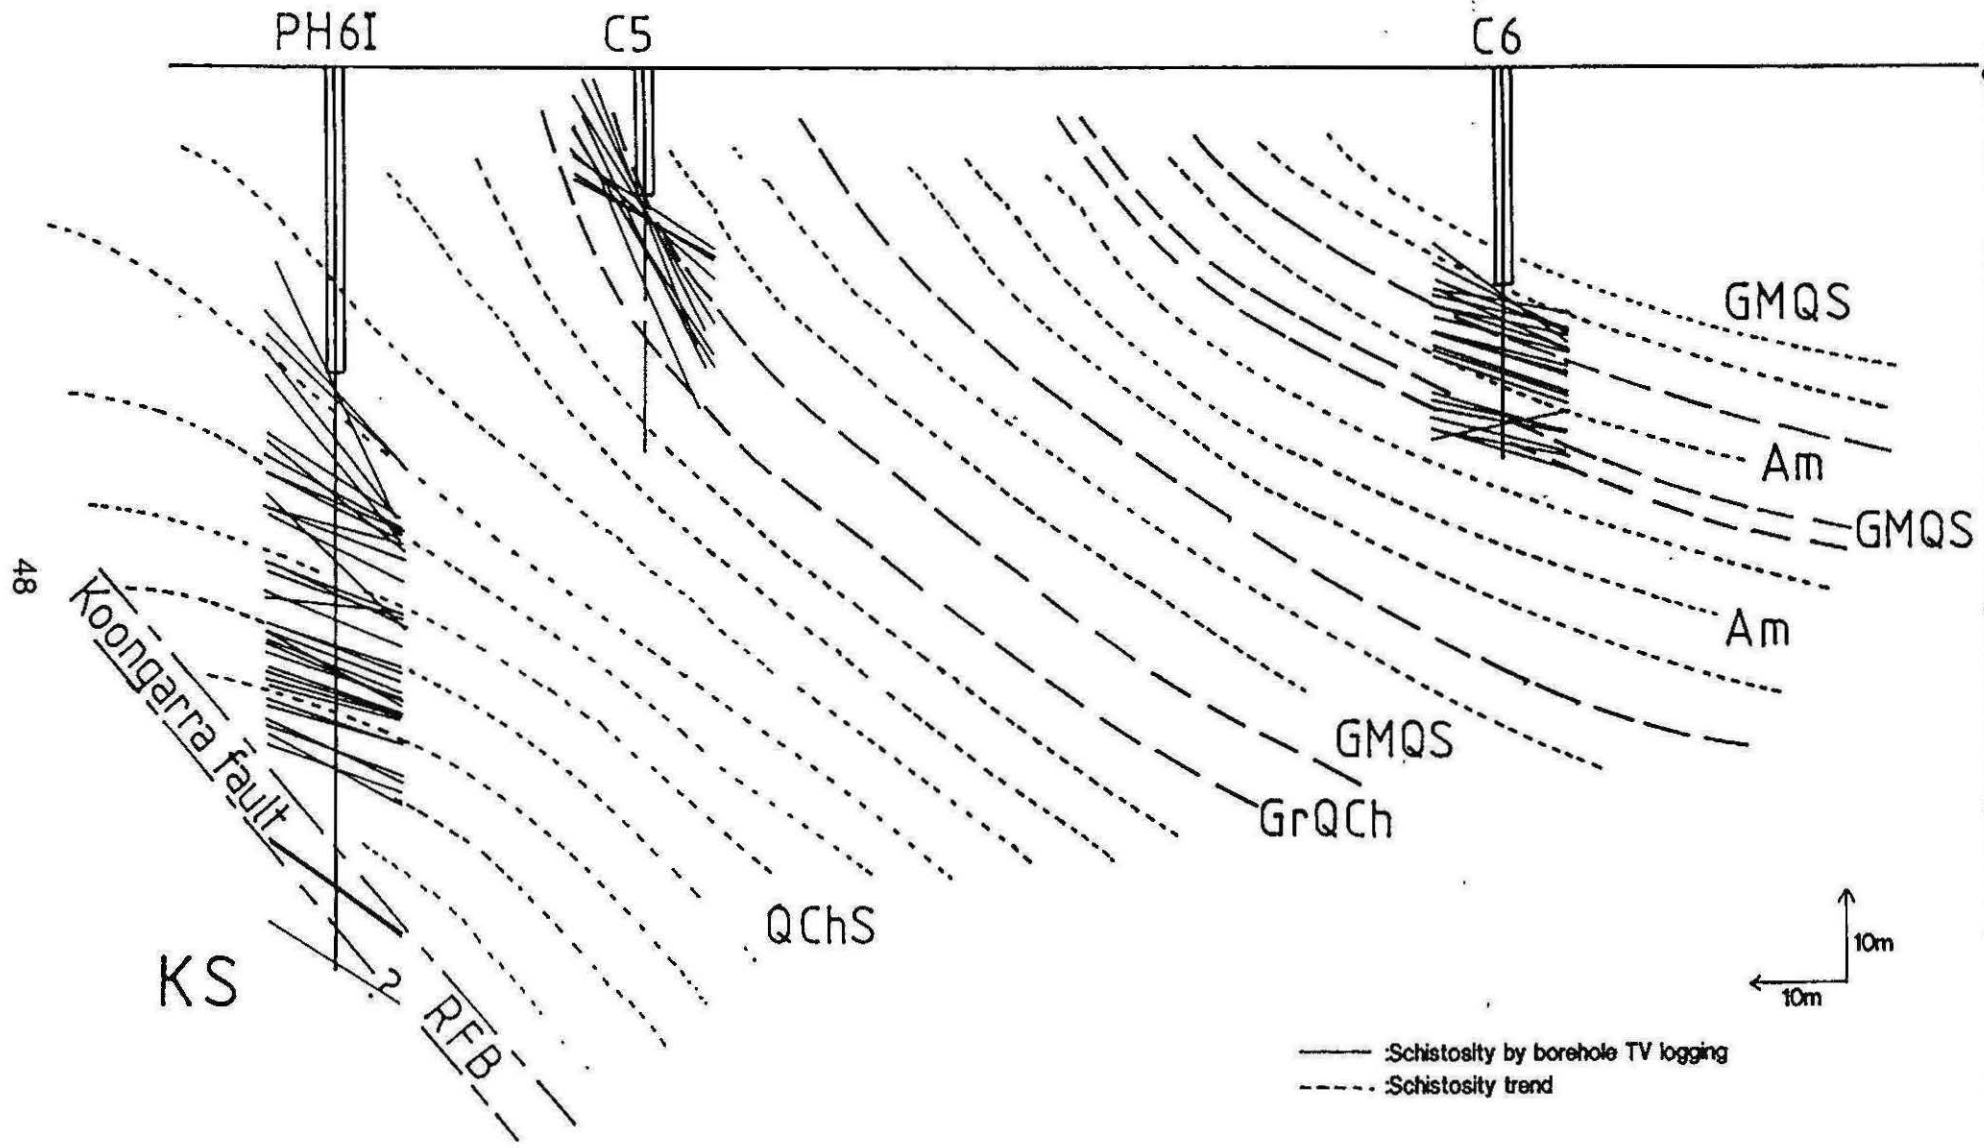 PH6I C5 C6
GMQS
Am
GMQS
Am
GMQS
GrQCh
QChS
48
Koongarra fault
KS
? RFB
10m
10m
:Schistosity by borehole TV logging
:Schistosity trend